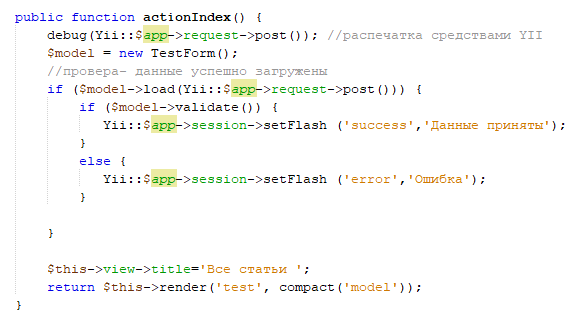 public function actionIndex() {
debug(Yii::$app->request->post()); //распечатка средствами YII
$model = new TestForm();
//провера- данные успешно загружены
if ($model->load(Yii::$app->request->post())) {
if ($model->validate()) {
Yii::$app->session->setFlash ('success','Данные приняты');
}
else {
Yii::$app->session->setFlash ('error','Ошибка');
}
}
$this->view->title='Все статьи ';
return $this->render('test', compact('model'));
}